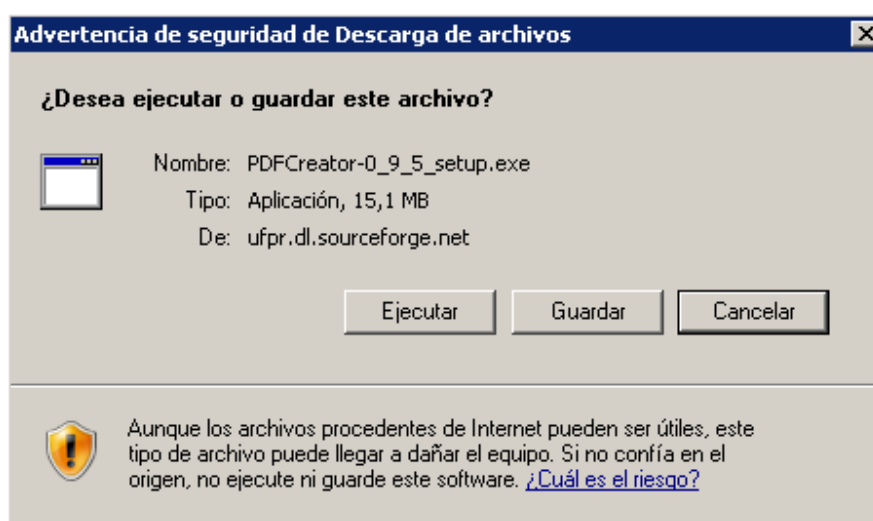 Advertencia de seguridad de Descarga de archivos
¿Desea ejecutar o guardar este archivo?
Nombre: PDFCreator-0_9_5_setup.exe
Tipo: Aplicación, 15,1 MB
De: ufpr.dl.sourceforge.net
Ejecutar Guardar Cancelar
Aunque los archivos procedentes de Internet pueden ser útiles, este
tipo de archivo puede llegar a dañar el equipo. Si no confía en el
origen, no ejecute ni guarde este software. ¿Cuál es el riesgo?